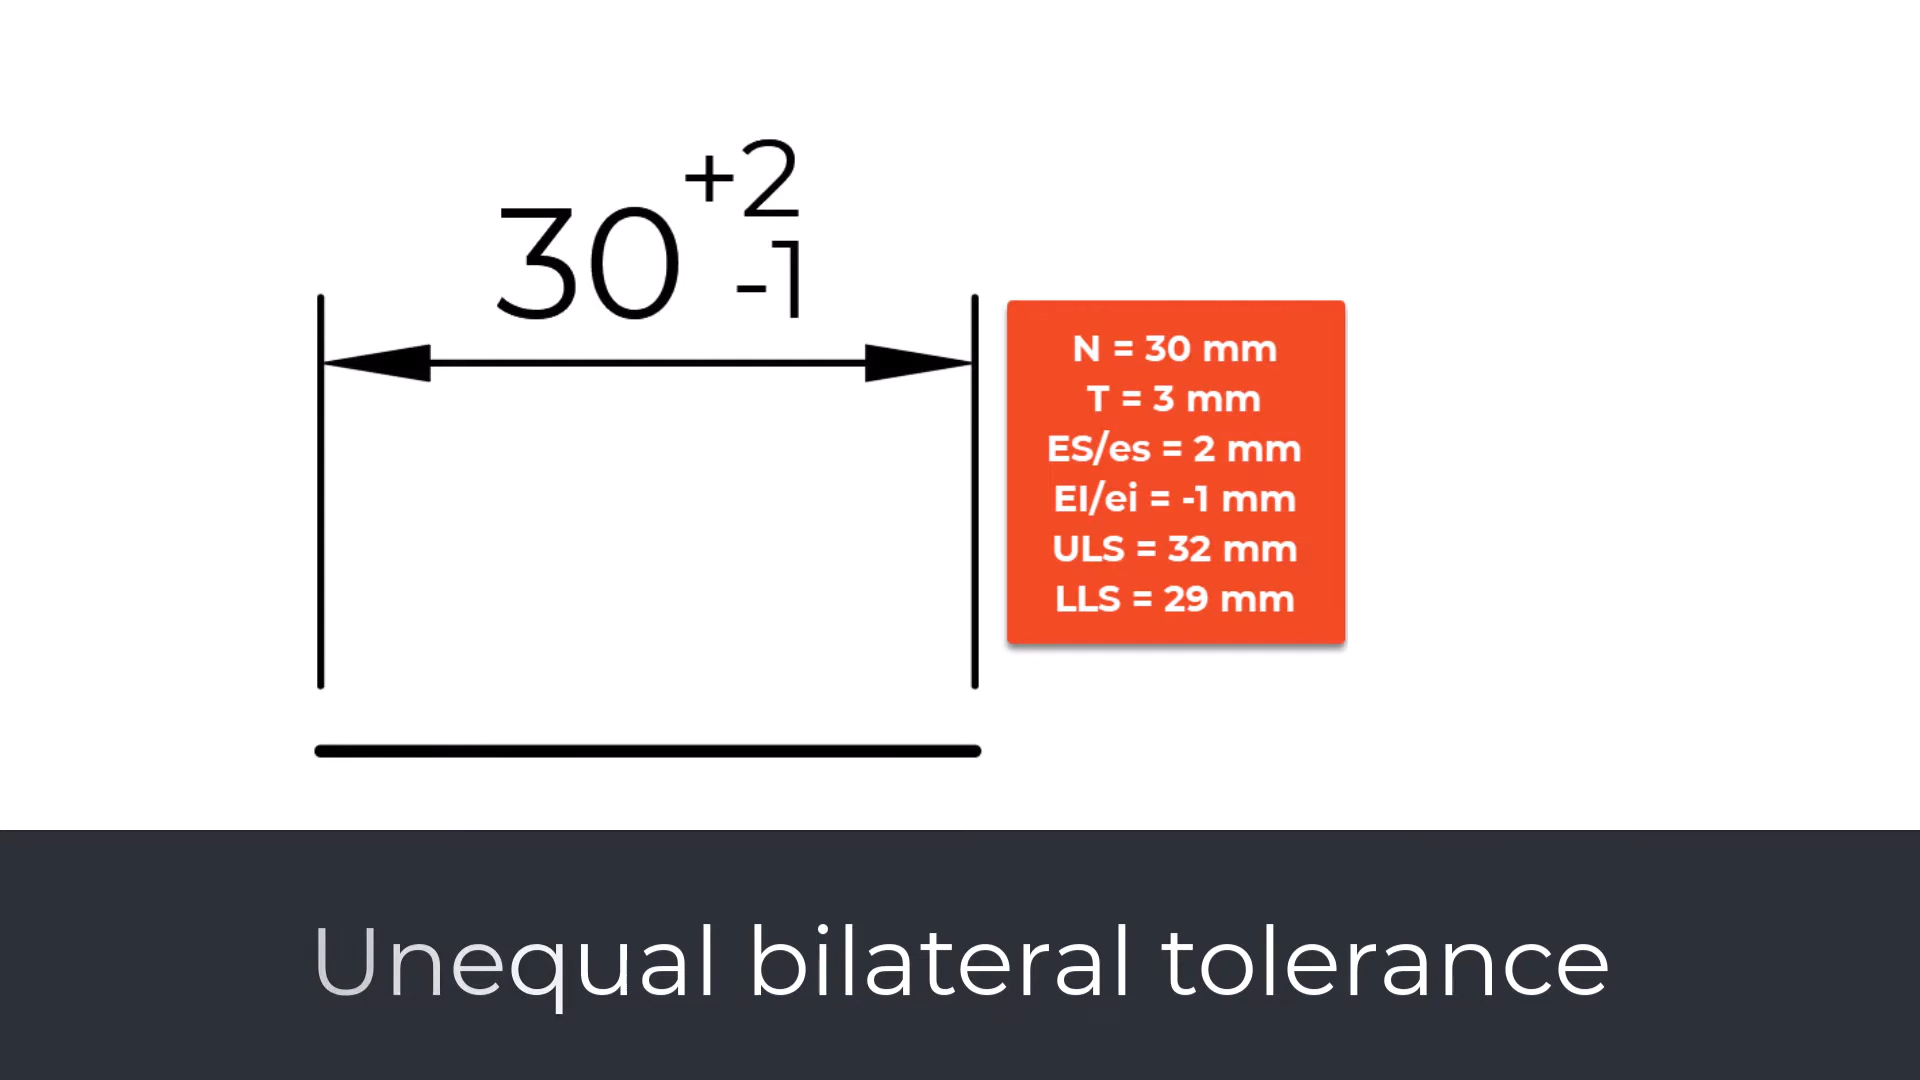 30 +2
-1
N = 30 mm
T = 3 mm
ES/es = 2 mm
EI/ei = -1 mm
ULS = 32 mm
LLS = 29 mm
Unequal bilateral tolerance